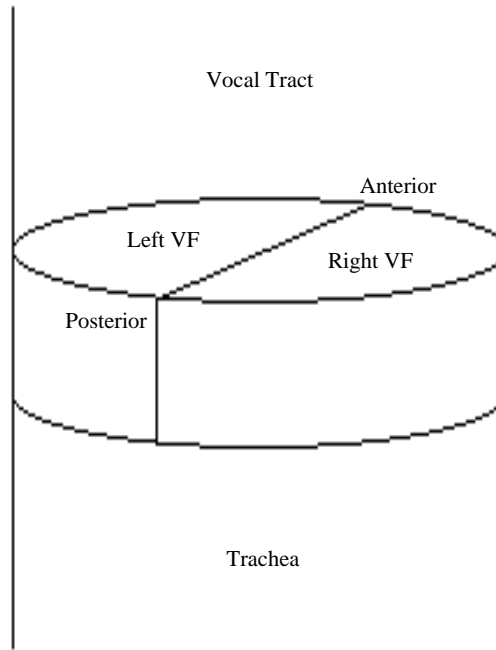 Vocal Tract
Anterior
Left VF
Right VF
Posterior
Trachea